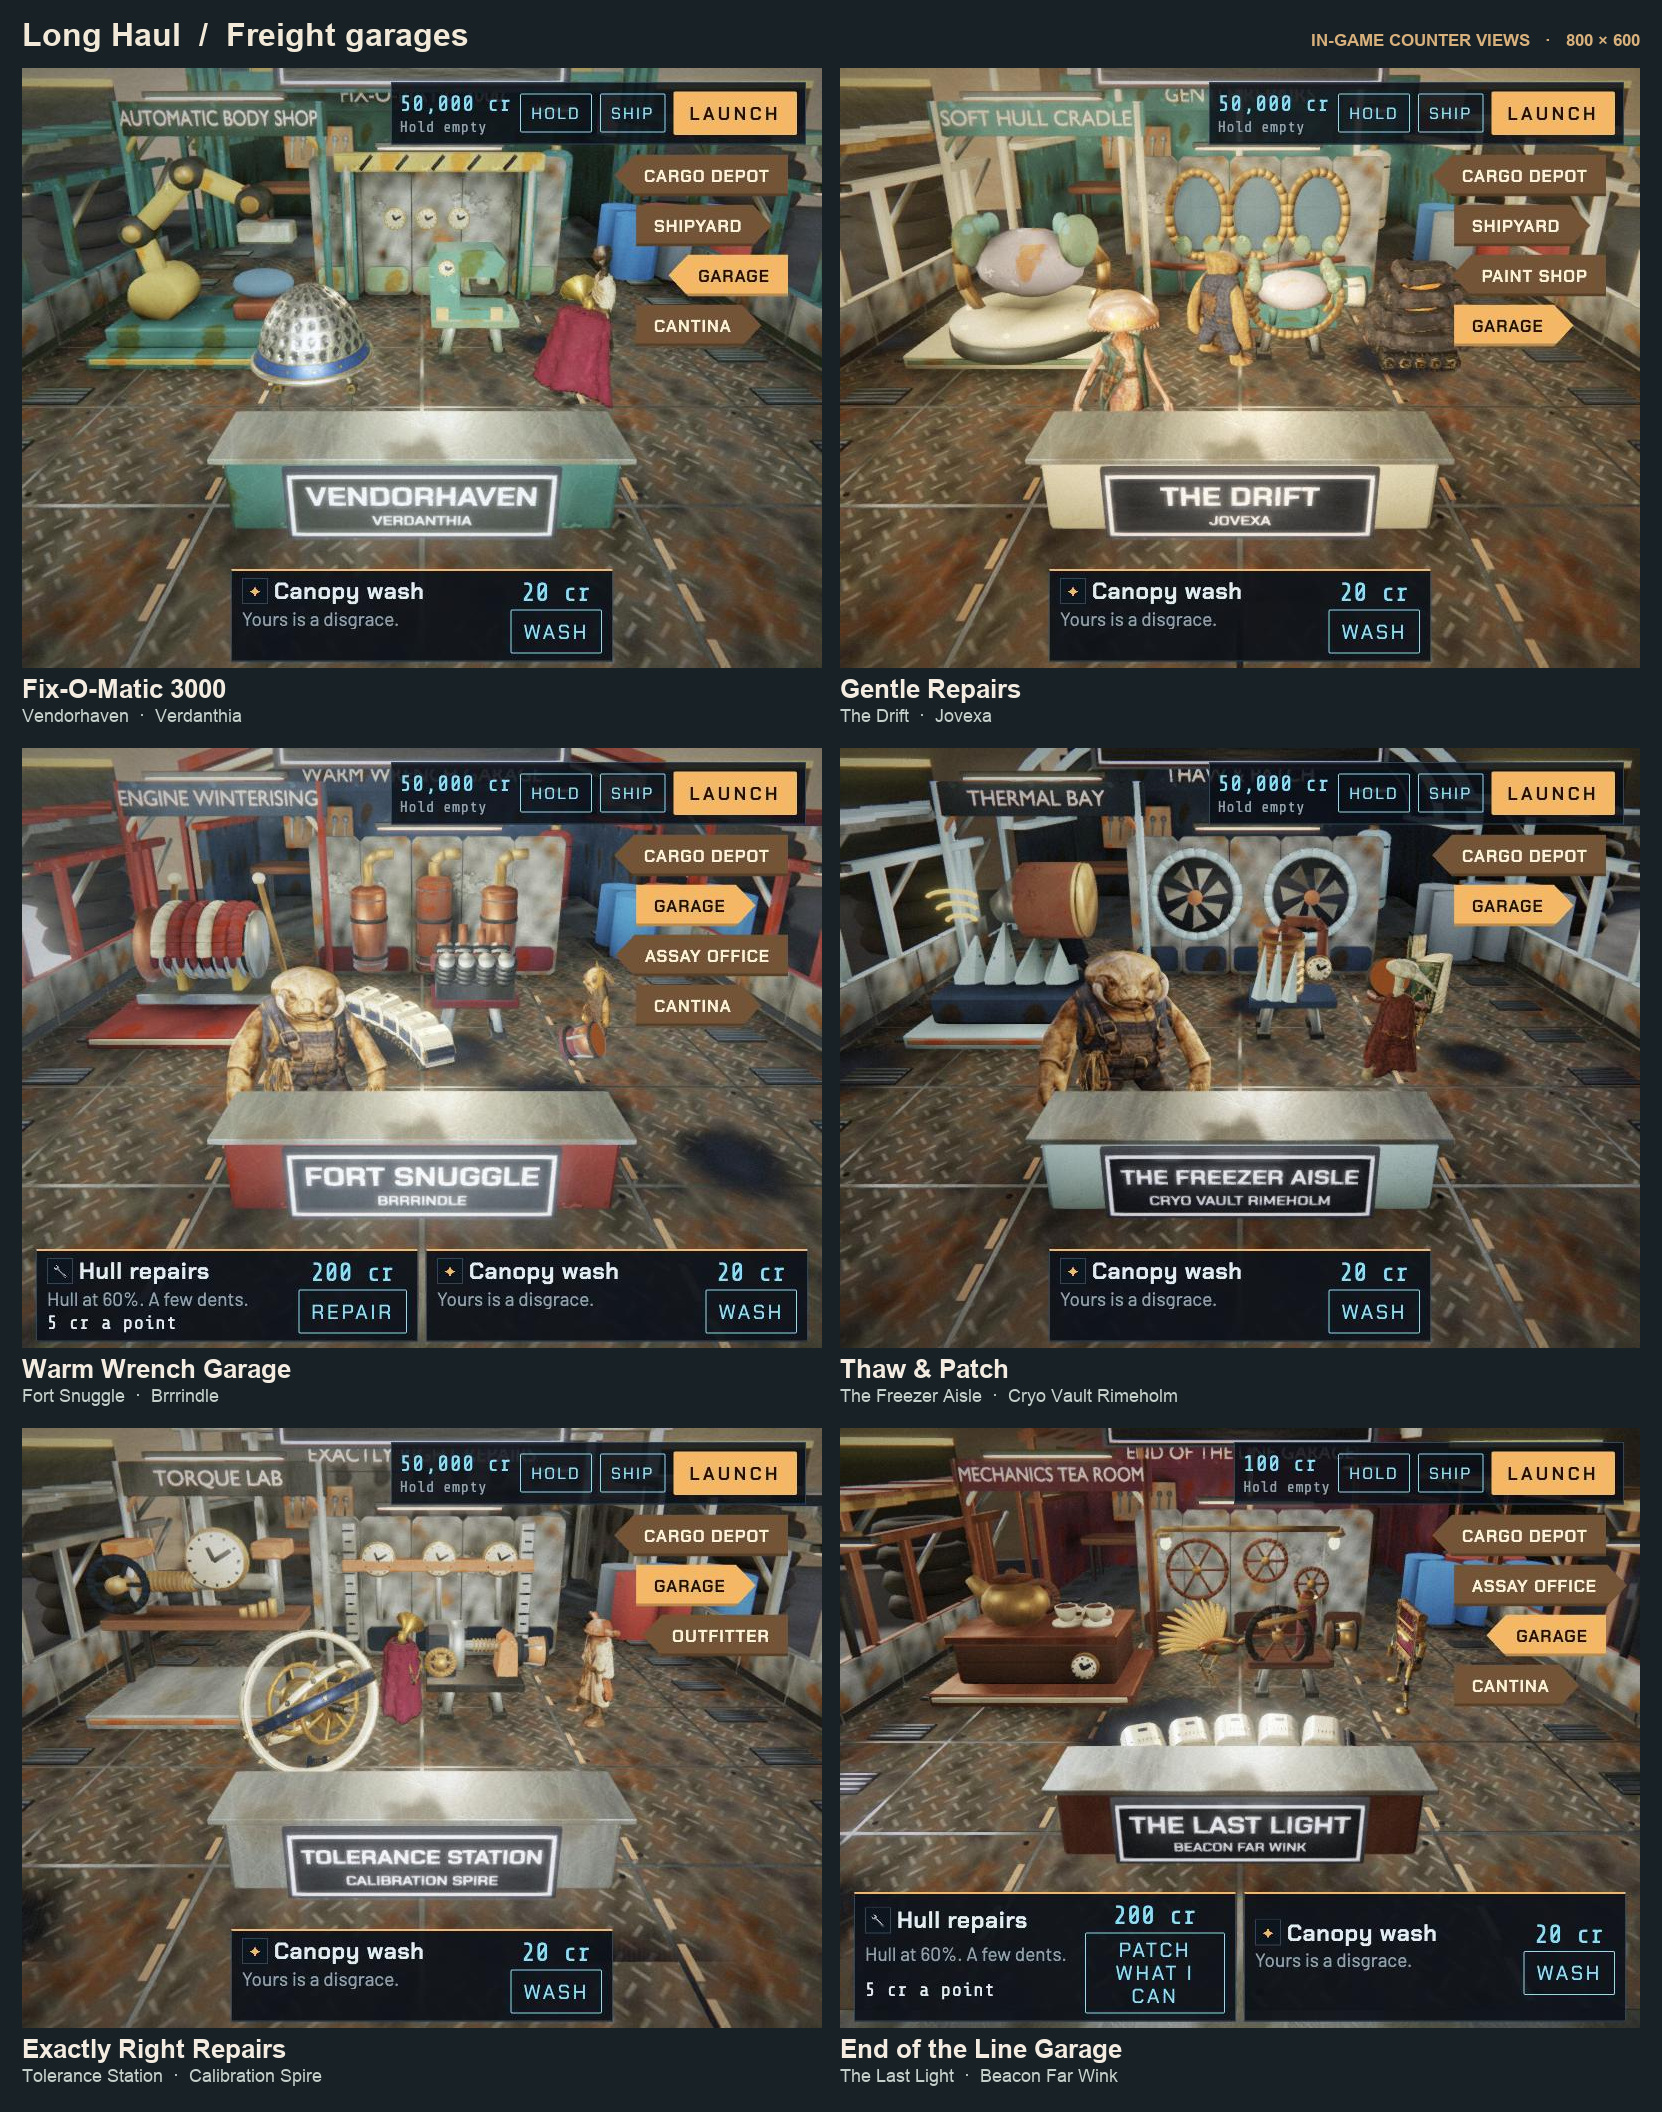 Long Haul / Freight garages
IN-GAME COUNTER VIEWS · 800 × 600
AUTOMATIC BODY SHOP
50,000 cr
Hold empty
HOLD
SHIP
LAUNCH
CARGO DEPOT
SHIPYARD
GARAGE
CANTINA
VENDORHAVEN
VERDANTHIA
Canopy wash
20 cr
Yours is a disgrace.
WASH
Fix-O-Matic 3000
Vendorhaven · Verdanthia
SOFT HULL CRADLE
50,000 cr
Hold empty
HOLD
SHIP
LAUNCH
CARGO DEPOT
SHIPYARD
PAINT SHOP
GARAGE
THE DRIFT
JOVEXA
Canopy wash
20 cr
Yours is a disgrace.
WASH
Gentle Repairs
The Drift · Jovexa
ENGINE WINTERISING
50,000 cr
Hold empty
HOLD
SHIP
LAUNCH
CARGO DEPOT
GARAGE
ASSAY OFFICE
CANTINA
FORT SNUGGLE
BRRRINDLE
Hull repairs
200 cr
Hull at 60%. A few dents.
5 cr a point
REPAIR
Canopy wash
20 cr
Yours is a disgrace.
WASH
Warm Wrench Garage
Fort Snuggle · Brrrindle
THERMAL BAY
50,000 cr
Hold empty
HOLD
SHIP
LAUNCH
CARGO DEPOT
GARAGE
THE FREEZER AISLE
CRYO VAULT RIMEHOLM
Canopy wash
20 cr
Yours is a disgrace.
WASH
Thaw & Patch
The Freezer Aisle · Cryo Vault Rimeholm
EXACTLY
TORQUE LAB
50,000 cr
Hold empty
HOLD
SHIP
LAUNCH
CARGO DEPOT
GARAGE
OUTFITTER
TOLERANCE STATION
CALIBRATION SPIRE
Canopy wash
20 cr
Yours is a disgrace.
WASH
Exactly Right Repairs
Tolerance Station · Calibration Spire
END OF THE LINE GARAGE
MECHANICS TEA ROOM
100 cr
Hold empty
HOLD
SHIP
LAUNCH
CARGO DEPOT
ASSAY OFFICE
GARAGE
CANTINA
THE LAST LIGHT
BEACON FAR WINK
Hull repairs
200 cr
Hull at 60%. A few dents.
5 cr a point
PATCH
WHAT I
CAN
Canopy wash
20 cr
Yours is a disgrace.
WASH
End of the Line Garage
The Last Light · Beacon Far Wink